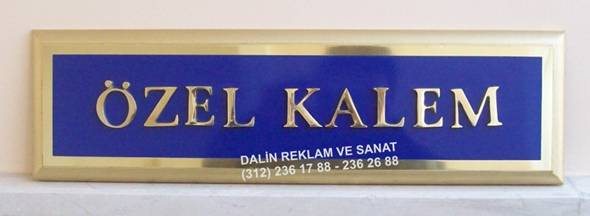 ÖZEL KALEM
DALİN REKLAM VE SANAT
(312) 236 17 88 - 236 26 88